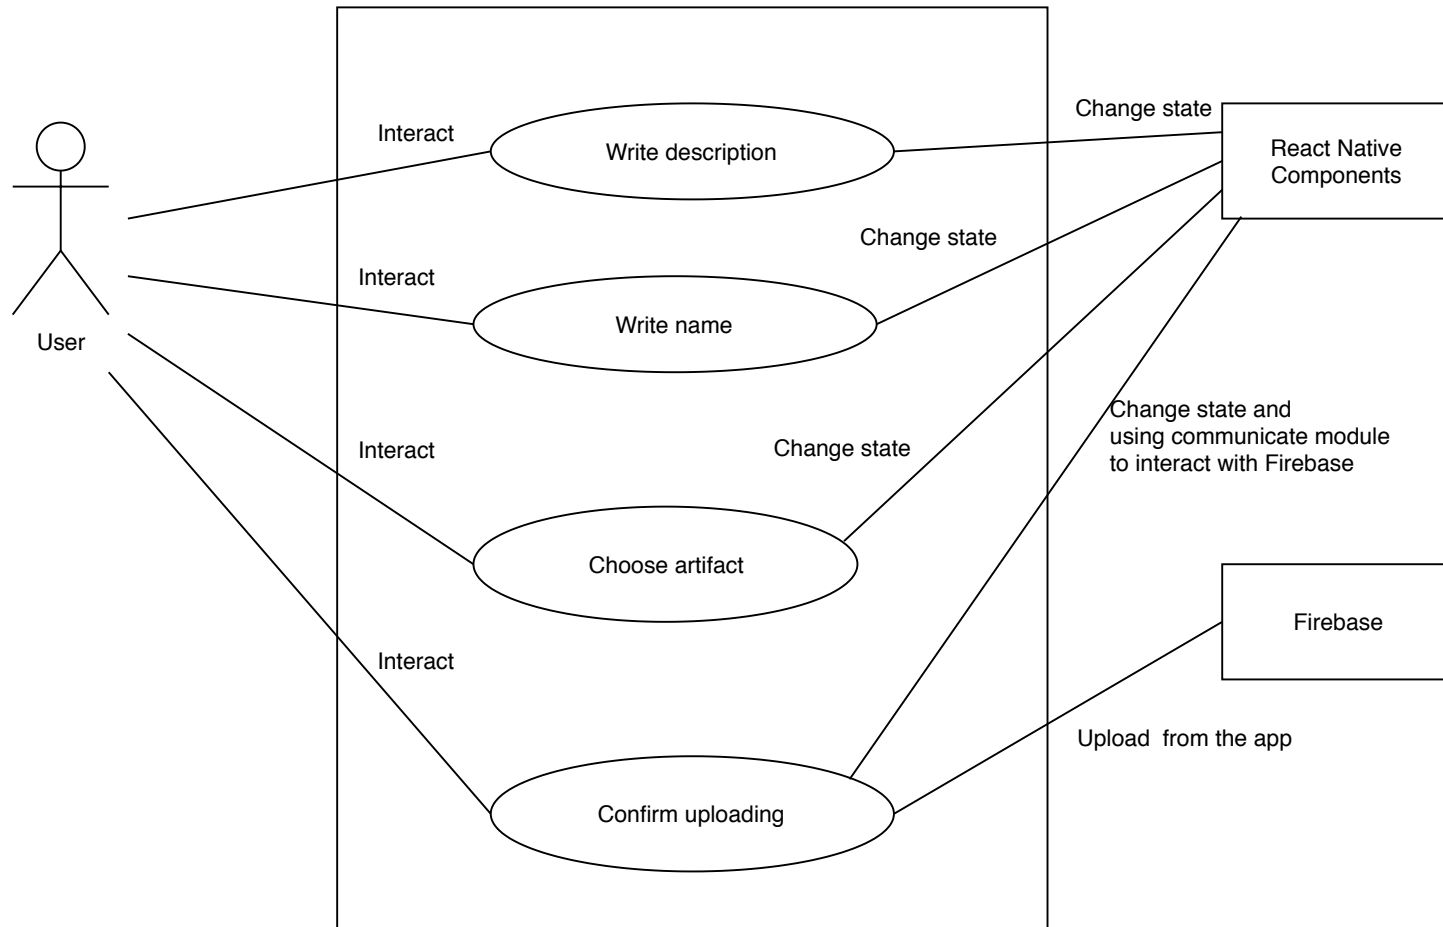 Change state
Interact
Write description
React Native
Components
Change state
Interact
Write name
User
Change state and
using communicate module
to interact with Firebase
Interact
Change state
Choose artifact
Firebase
Interact
Upload  from the app
Confirm uploading